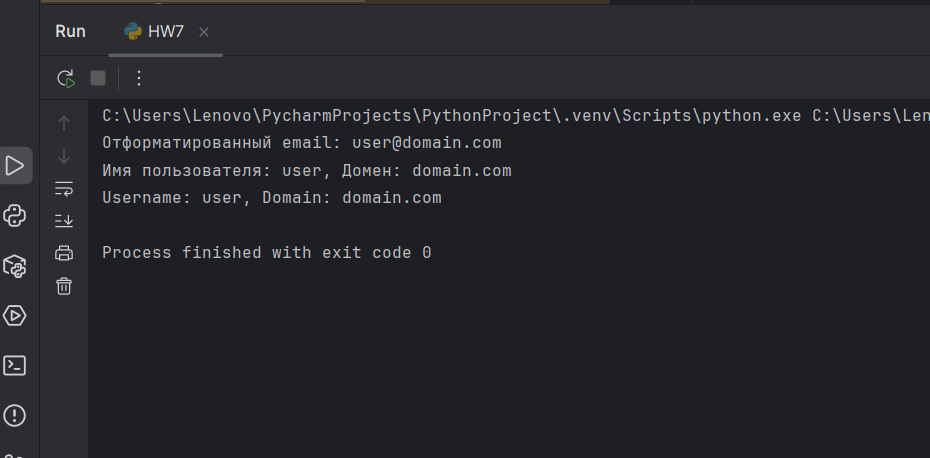 Run HW7
C:\Users\Lenovo\PycharmProjects\PythonProject\.venv\Scripts\python.exe C:\Users\Len
Отформатированный email: user@domain.com
Имя пользователя: user, Домен: domain.com
Username: user, Domain: domain.com
Process finished with exit code 0